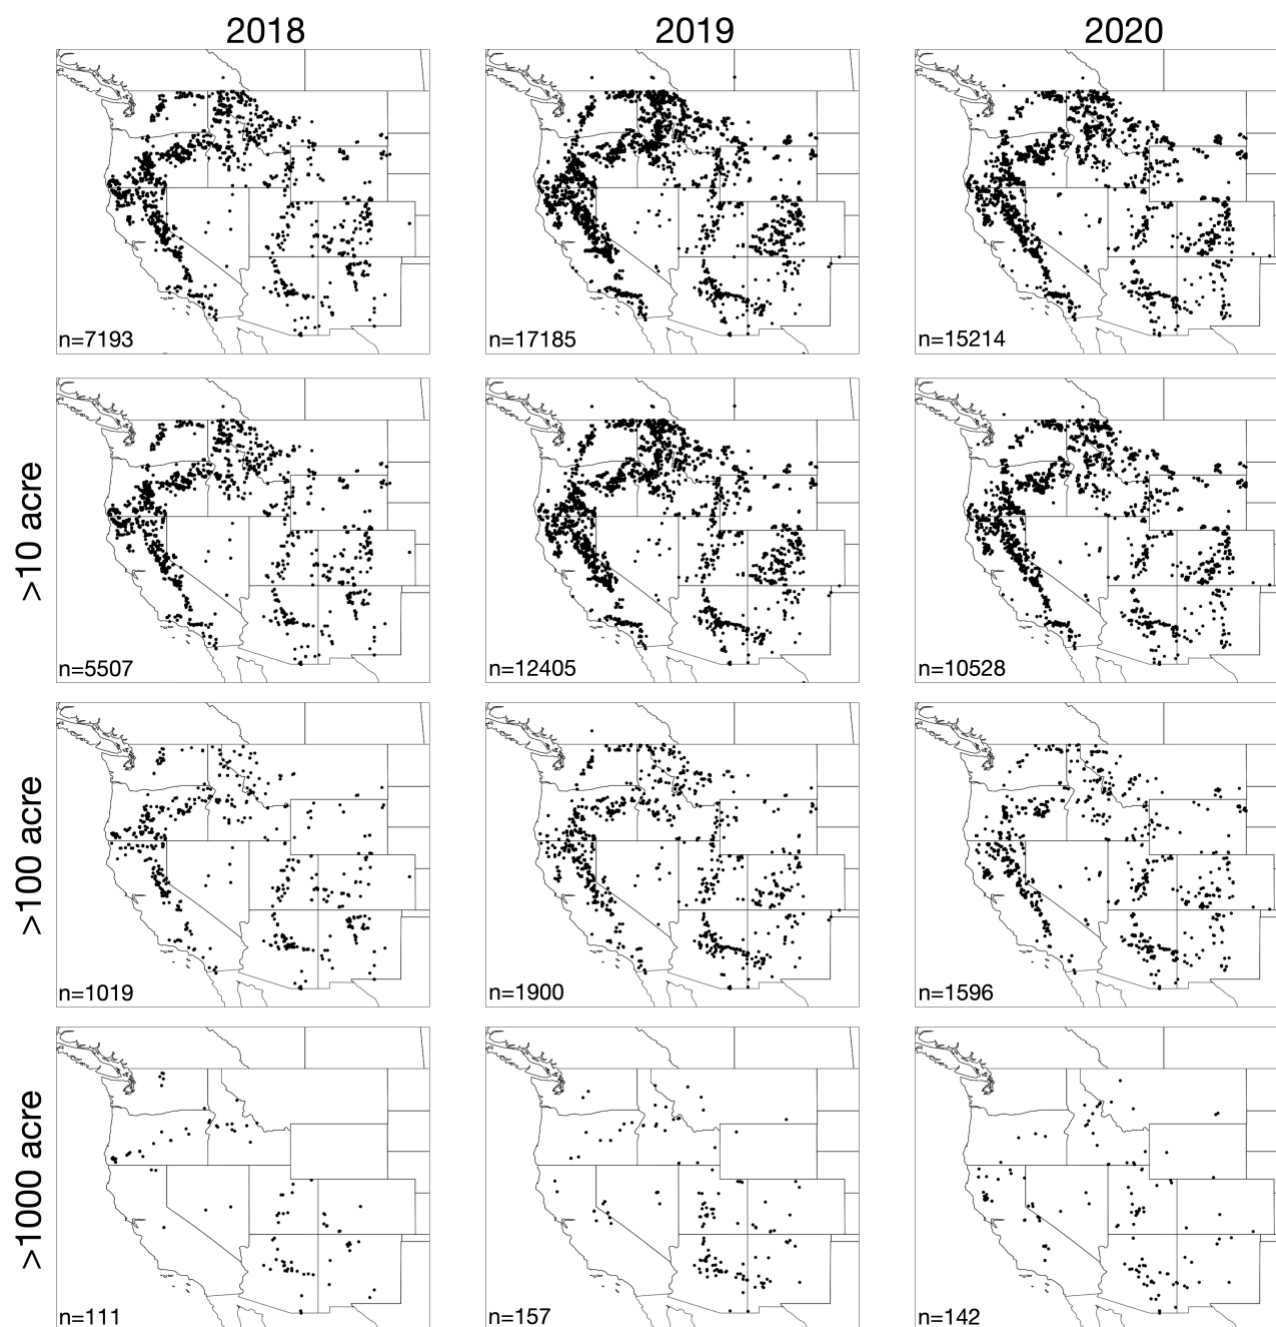 2018 2019 2020
n=7193 n=17185 n=15214
>10 acre
n=5507 n=12405 n=10528
>100 acre
n=1019 n=1900 n=1596
>1000 acre
n=111 n=157 n=142